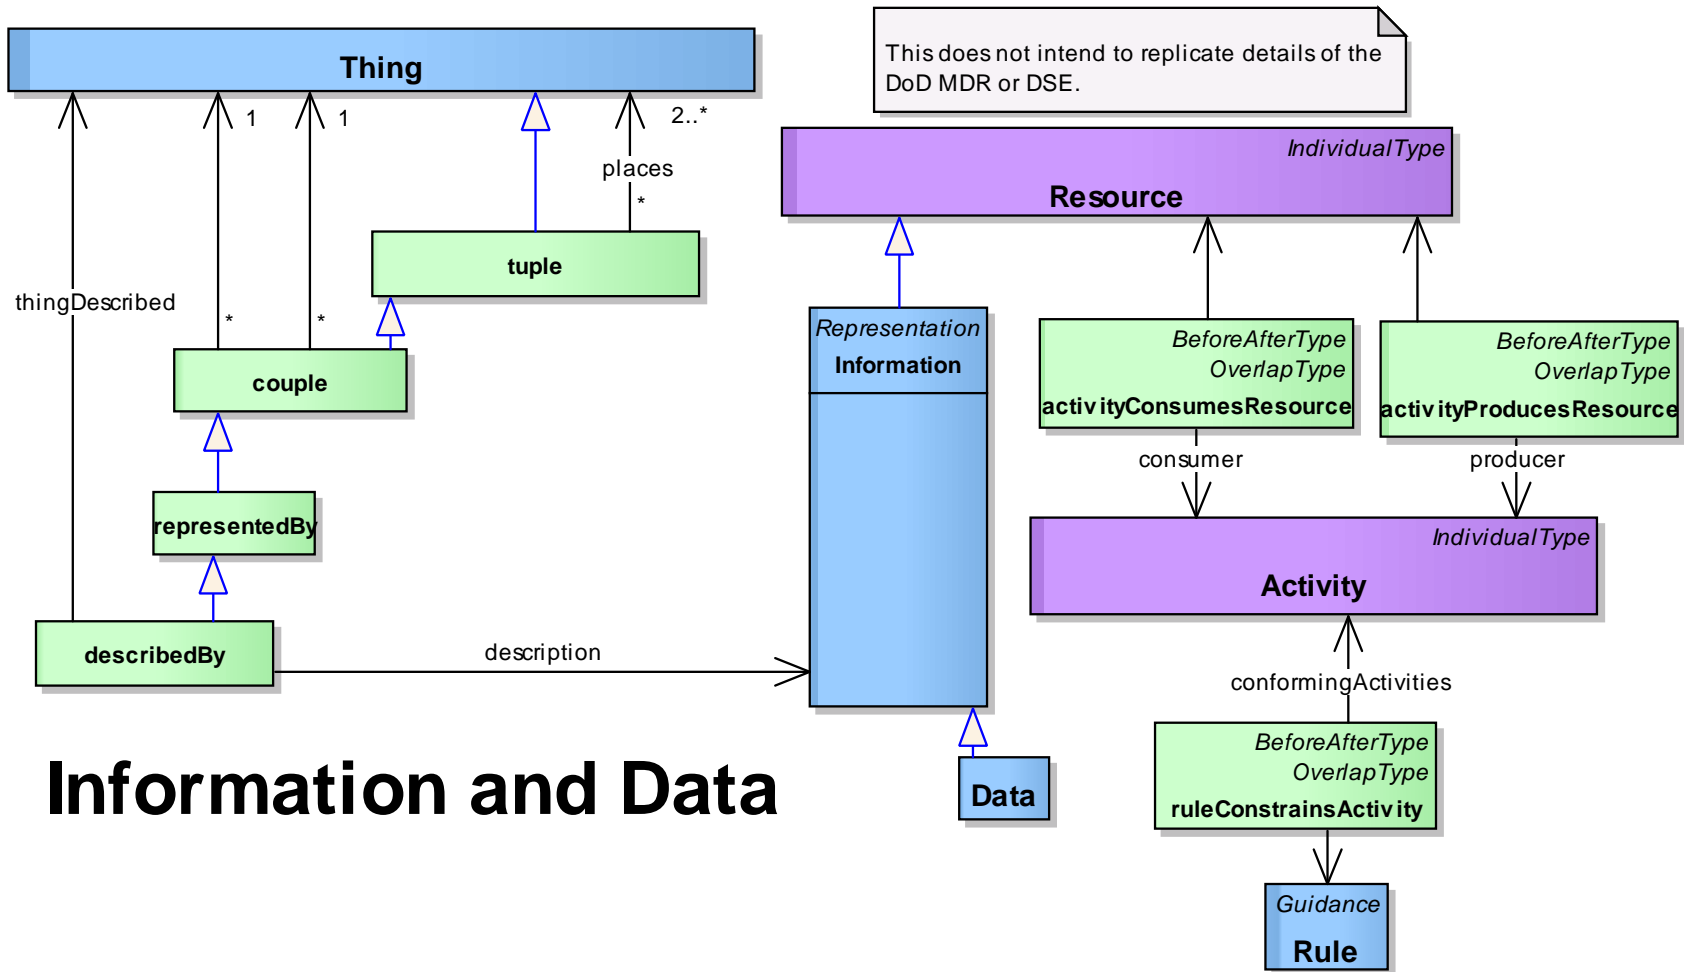 Thing
This does not intend to replicate details of the
DoD MDR or DSE.
1
1
2..*
places
*
IndividualType
Resource
tuple
thingDescribed
*
*
couple
Representation
Information
BeforeAfterType
OverlapType
activityConsumesResource
BeforeAfterType
OverlapType
activityProducesResource
consumer
producer
representedBy
IndividualType
Activity
describedBy
description
conformingActivities
Information and Data
Data
BeforeAfterType
OverlapType
ruleConstrainsActivity
Guidance
Rule